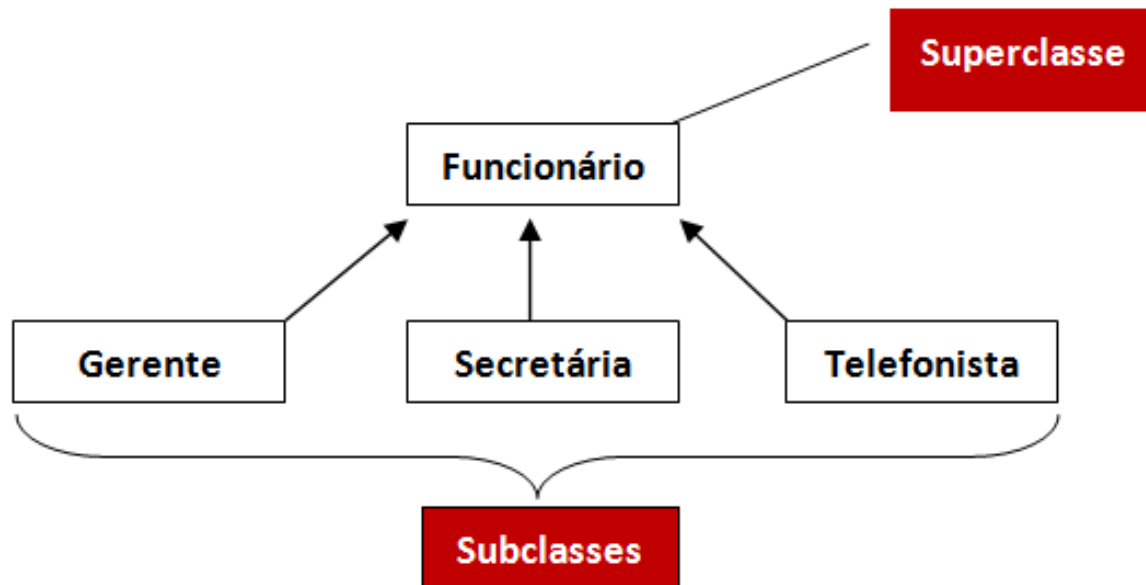 Superclasse
Funcionário
Gerente
Secretária
Telefonista
Subclasses